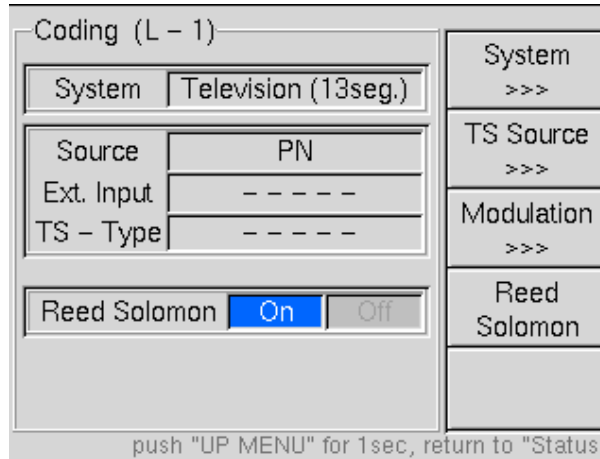 Coding (L – 1)
System Television (13seg.)
Source PN
Ext. Input – – – – –
TS – Type – – – – –
Reed Solomon On Off
System
>>>
TS Source
>>>
Modulation
>>>
Reed
Solomon
push "UP MENU" for 1sec, return to "Status